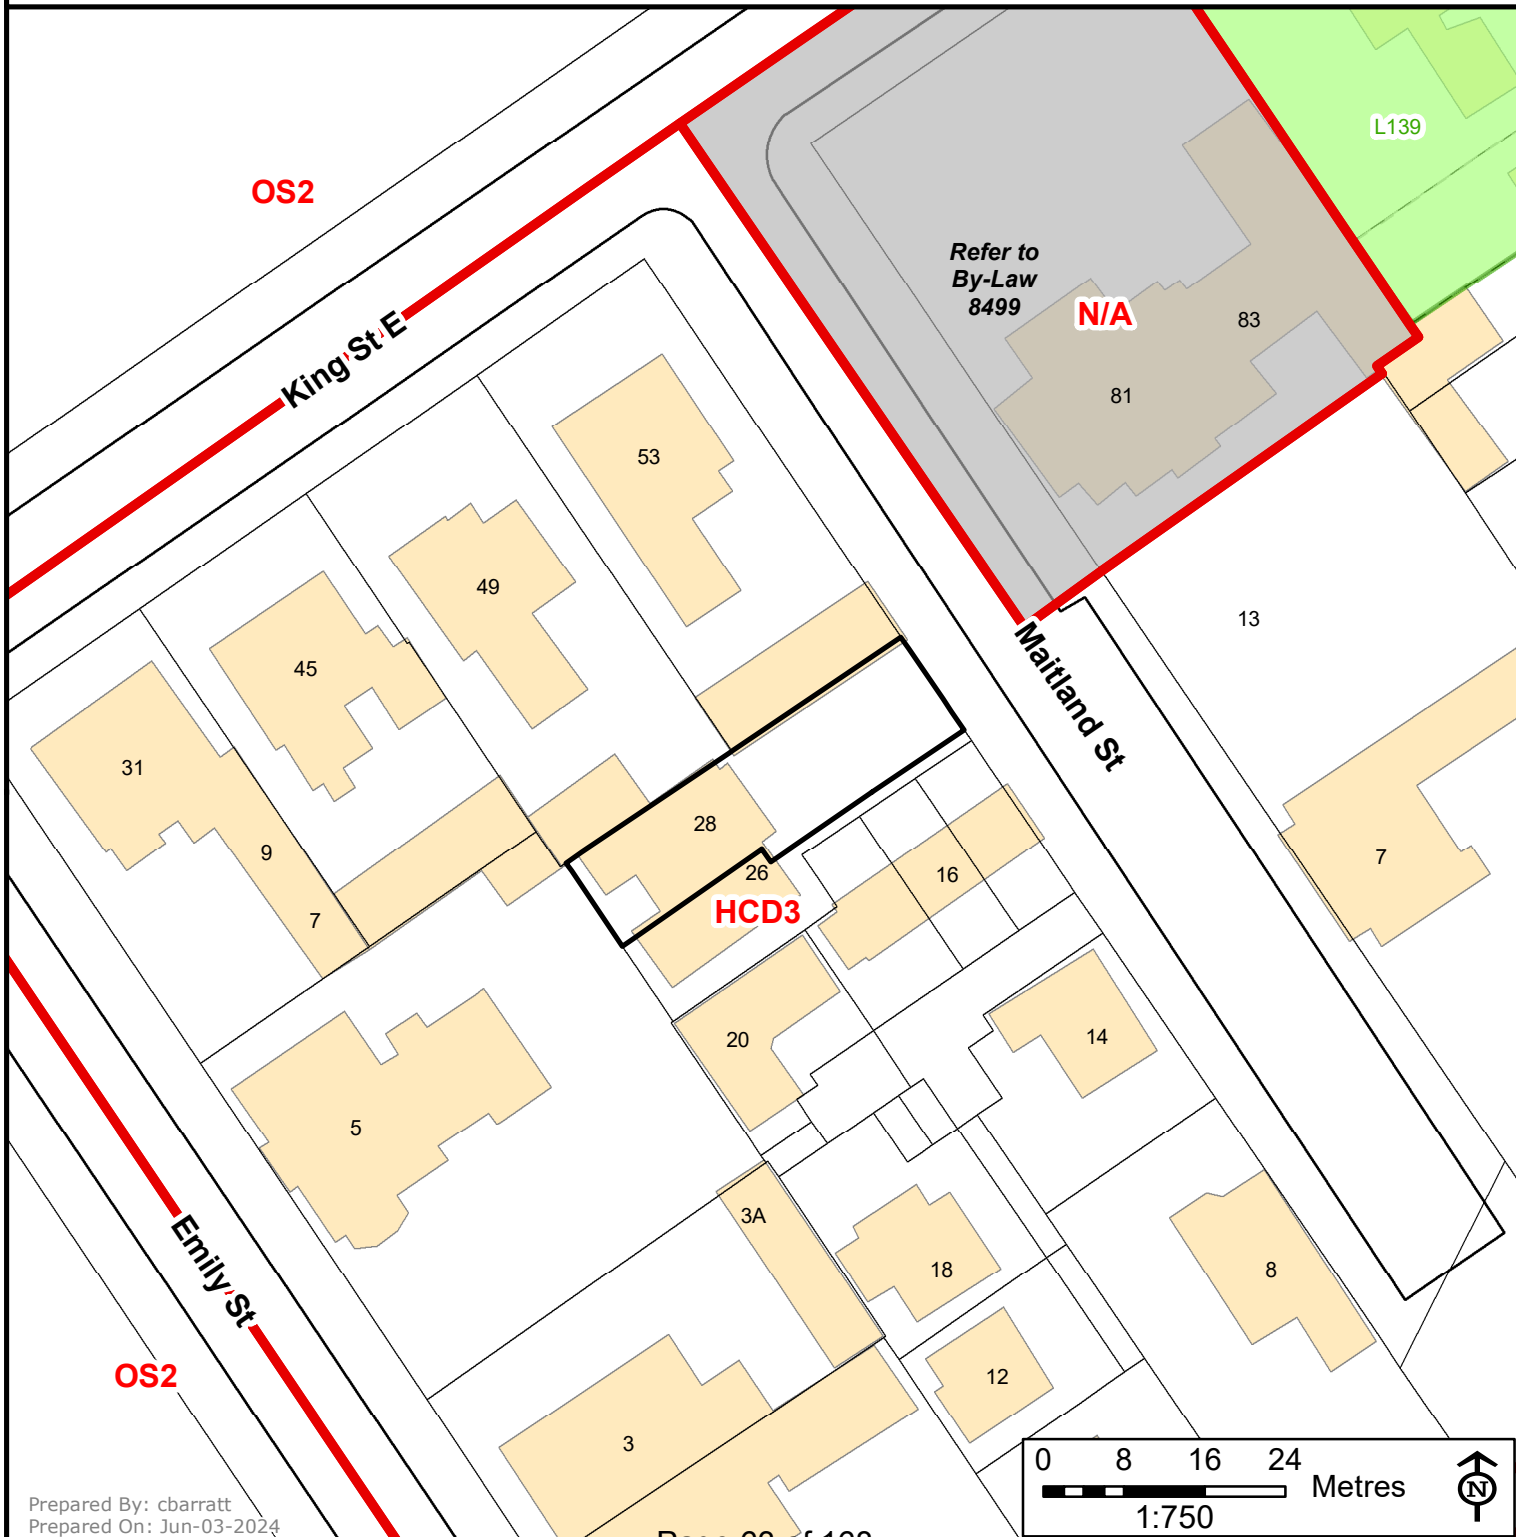 L139
OS2
Refer to
By-Law
8499
N/A
83
King St E
81
53
49
13
Maitland St
45
31
28
9
26
16
7
7
HCD3
20
14
5
3A
18
8
Emily St
OS2
12
3
0 8 16 24
Metres
N
1:750
Prepared By: cbarratt
Prepared On: Jun-03-2024